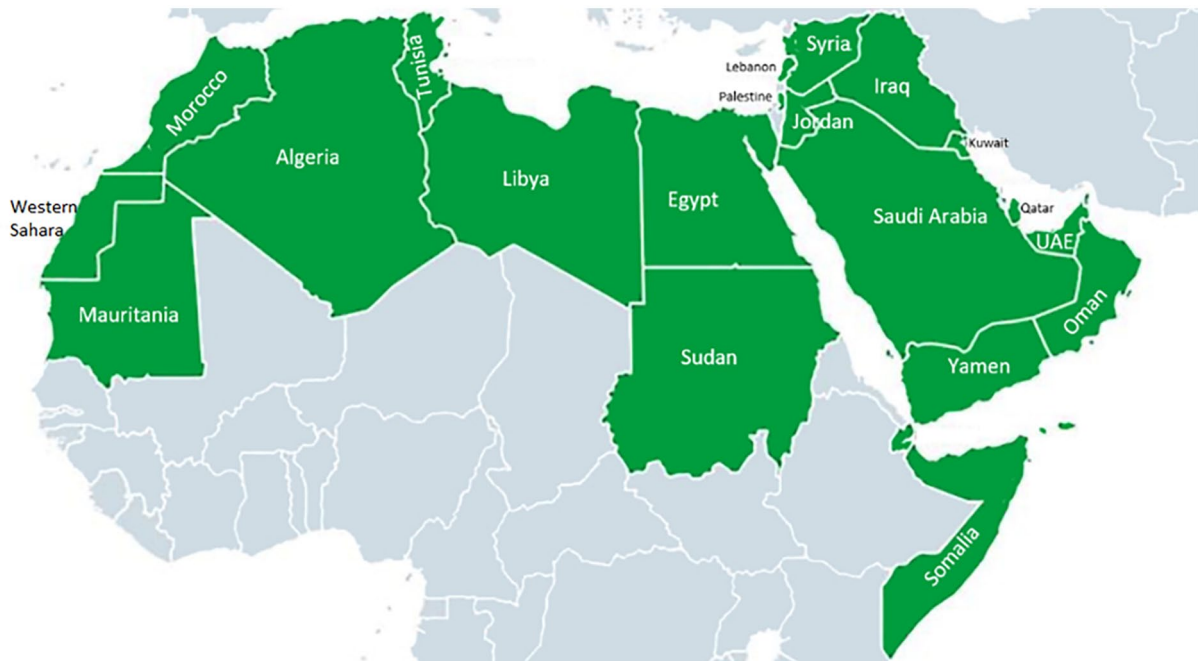 Syria
Lebanon
Iraq
Palestine
Jordan
Kuwait
Tunisia
Morocco
Algeria
Libya
Egypt
Saudi Arabia
Qatar
UAE
Oman
Western
Sahara
Mauritania
Sudan
Yamen
Somalia